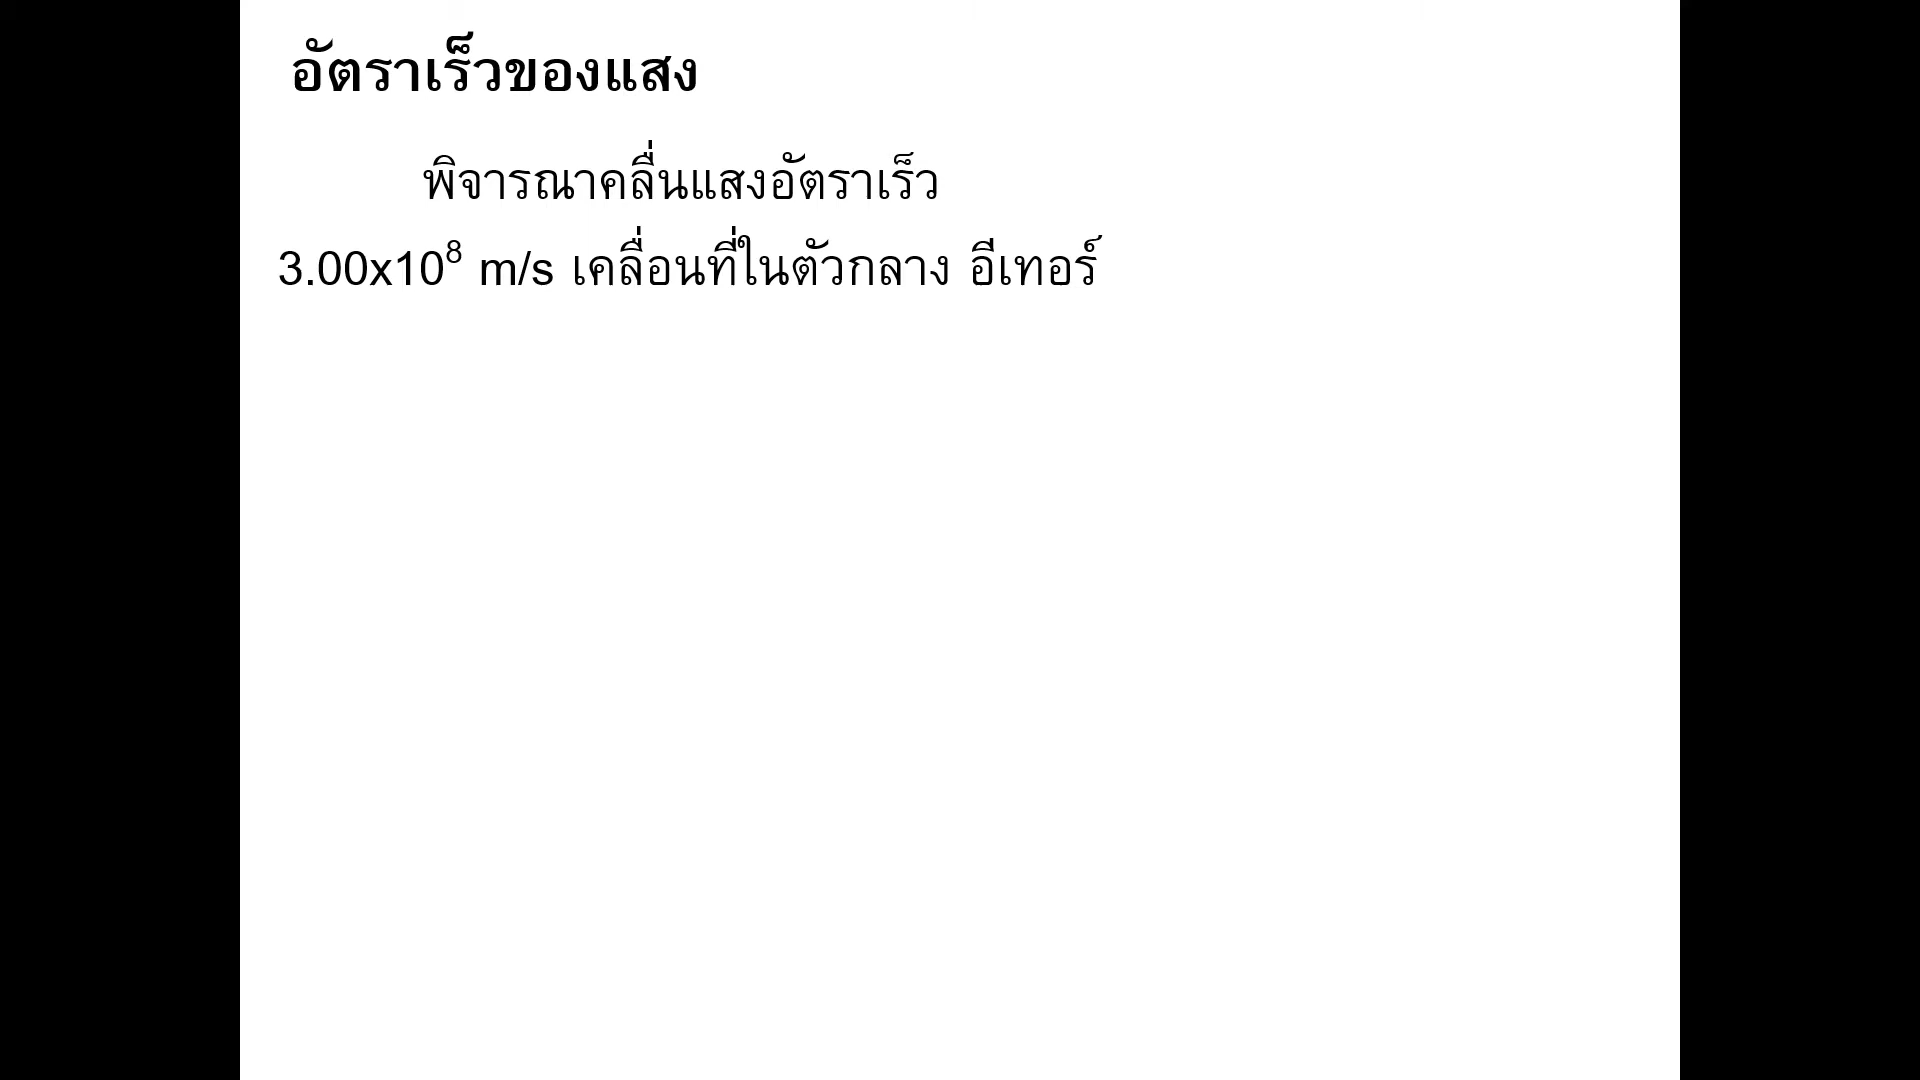 อัตราเร็วของแสง
พิจารณาคลื่นแสงอัตราเร็ว
3.00x10⁸ m/s เคลื่อนที่ในตัวกลาง อีเทอร์